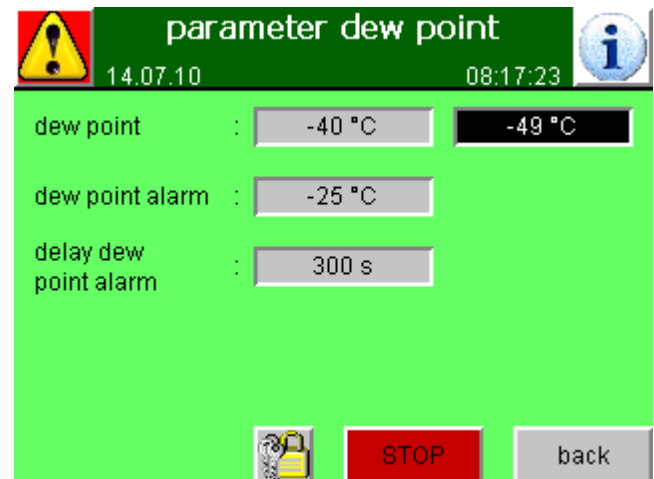 parameter dew point
14.07.10 08:17:23
dew point : -40 °C -49 °C
dew point alarm : -25 °C
delay dew
point alarm : 300 s
STOP back